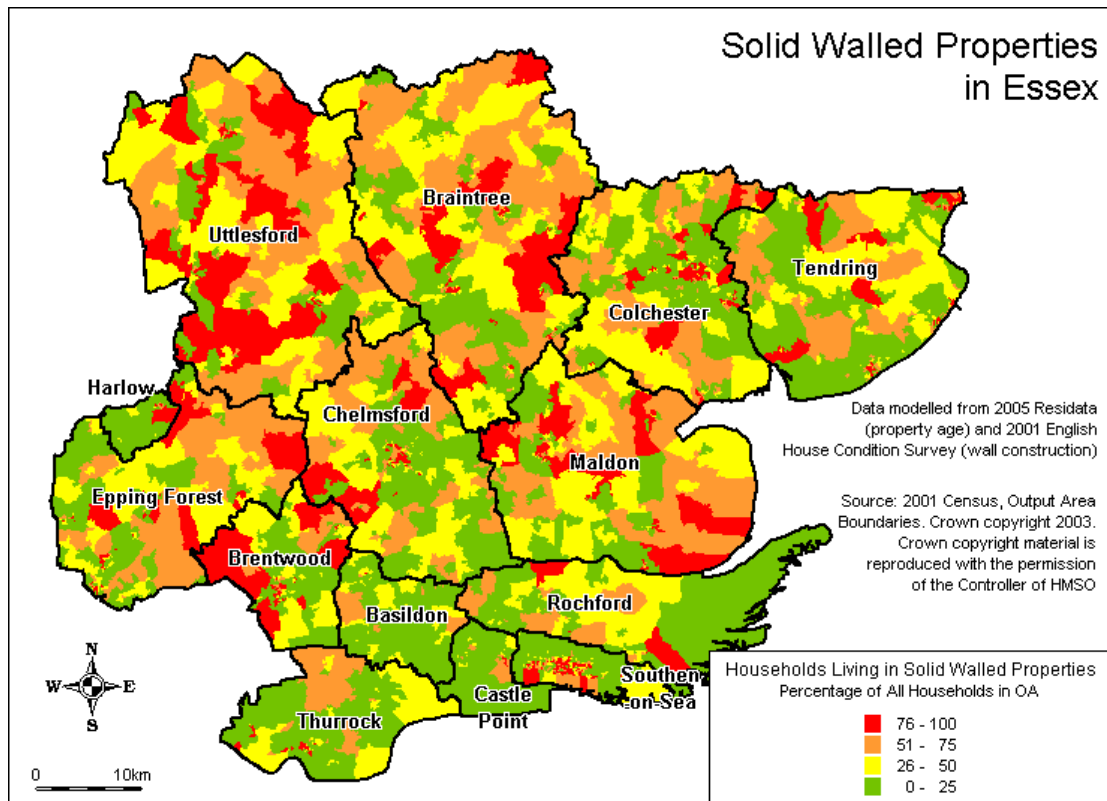 Solid Walled Properties
in Essex
Braintree
Uttlesford
Tendring
Colchester
Harlow
Chelmsford
Data modelled from 2005 Residata
(property age) and 2001 English
House Condition Survey (wall construction)
Maldon
Epping Forest
Source: 2001 Census, Output Area
Boundaries. Crown copyright 2003.
Crown copyright material is
reproduced with the permission
of the Controller of HMSO
Brentwood
Basildon
Rochford
N
W E
S
Southen
-on-Sea
Castle
Point
Thurrock
Households Living in Solid Walled Properties
Percentage of All Households in OA
76 - 100
51 - 75
26 - 50
0 - 25
0 10km